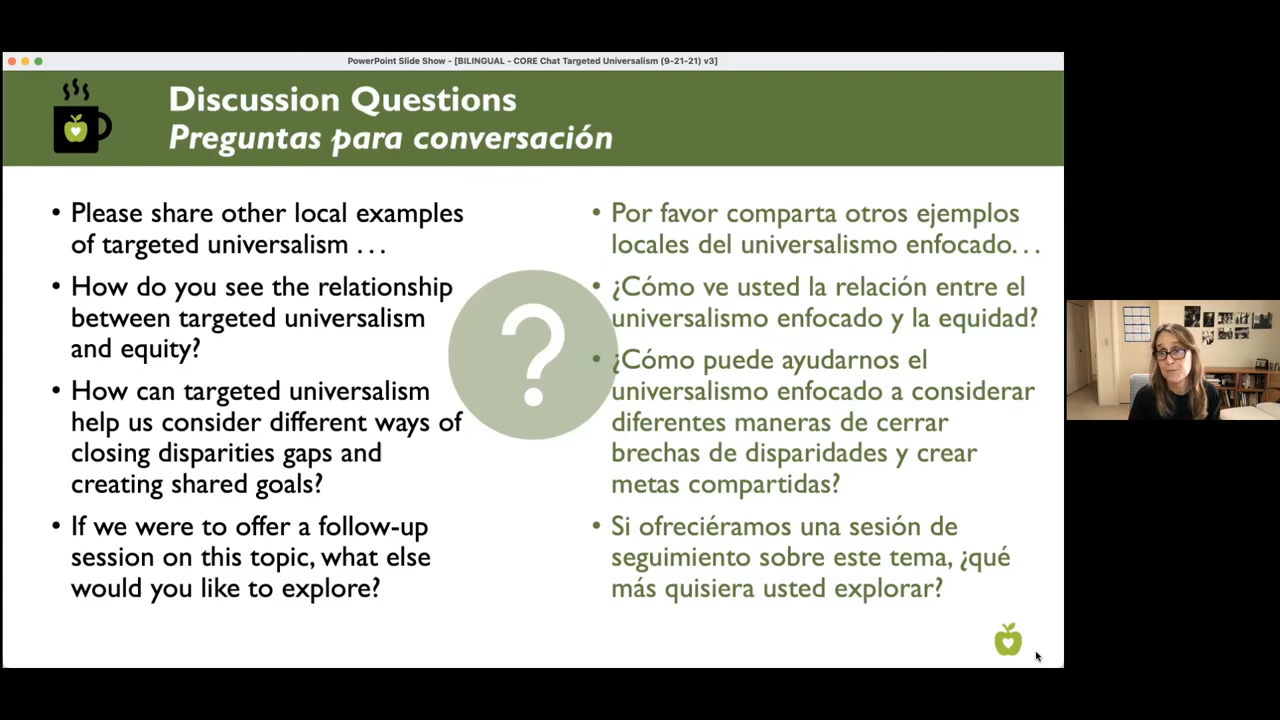 PowerPoint Slide Show - [BILINGUAL - CORE Chat Targeted Universalism (9-21-21) v3]
Discussion Questions
Preguntas para conversación
• Please share other local examples
of targeted universalism ...
• How do you see the relationship
between targeted universalism
and equity?
• How can targeted universalism
help us consider different ways of
closing disparities gaps and
creating shared goals?
• If we were to offer a follow-up
session on this topic, what else
would you like to explore?
?
• Por favor comparta otros ejemplos
locales del universalismo enfocado...
• ¿Cómo ve usted la relación entre el
universalismo enfocado y la equidad?
• ¿Cómo puede ayudarnos el
universalismo enfocado a considerar
diferentes maneras de cerrar
brechas de disparidades y crear
metas compartidas?
• Si ofreciéramos una sesión de
seguimiento sobre este tema, ¿qué
más quisiera usted explorar?